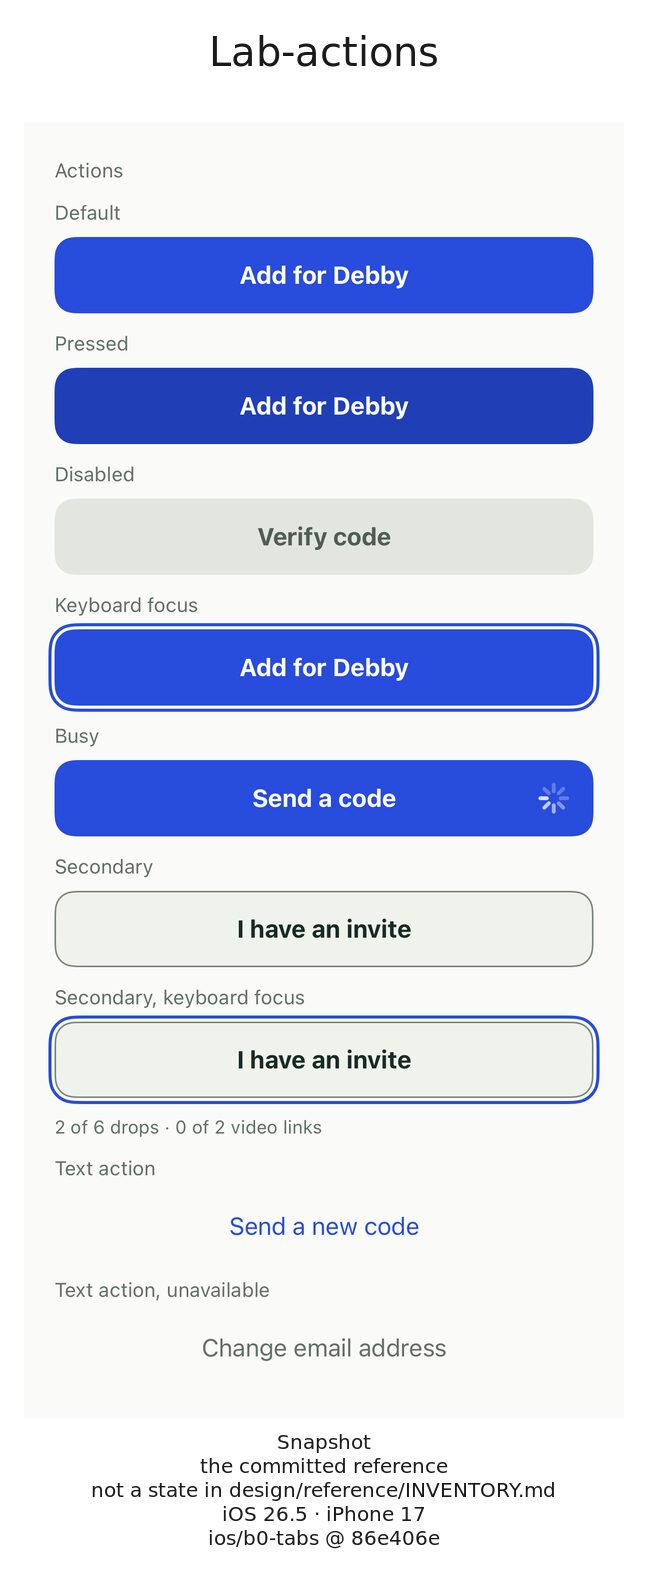 Lab-actions
Actions
Default
Add for Debby
Pressed
Add for Debby
Disabled
Verify code
Keyboard focus
Add for Debby
Busy
Send a code
Secondary
I have an invite
Secondary, keyboard focus
I have an invite
2 of 6 drops · 0 of 2 video links
Text action
Send a new code
Text action, unavailable
Change email address
Snapshot
the committed reference
not a state in design/reference/INVENTORY.md
iOS 26.5 · iPhone 17
ios/b0-tabs @ 86e406e